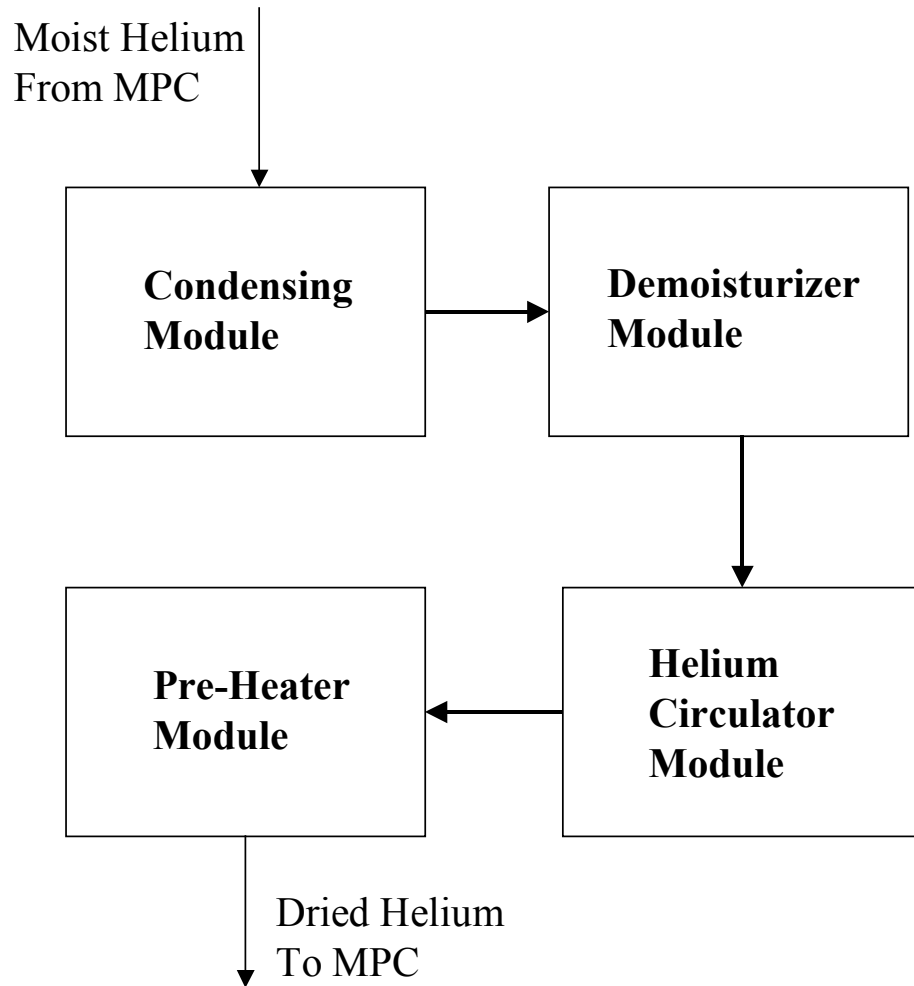 Moist Helium
From MPC
Condensing
Module
Demoisturizer
Module
Pre-Heater
Module
Helium
Circulator
Module
Dried Helium
To MPC